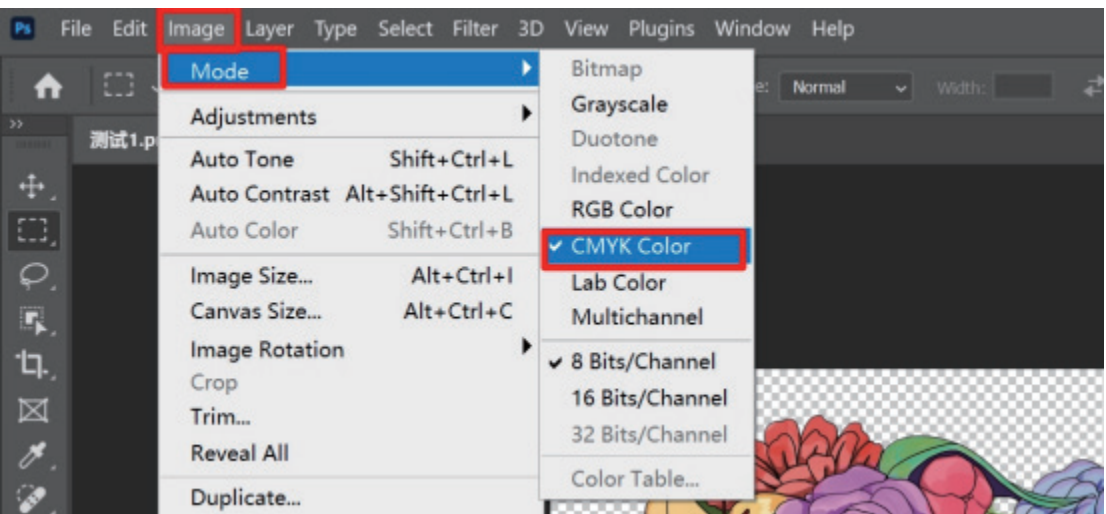 Ps File Edit Image Layer Type Select Filter 3D View Plugins Window Help
Mode
Adjustments
Auto Tone Shift+Ctrl+L
Auto Contrast Alt+Shift+Ctrl+L
Auto Color Shift+Ctrl+B
Image Size... Alt+Ctrl+I
Canvas Size... Alt+Ctrl+C
Image Rotation
Crop
Trim...
Reveal All
Duplicate...
Bitmap
Grayscale
Duotone
Indexed Color
RGB Color
CMYK Color
Lab Color
Multichannel
8 Bits/Channel
16 Bits/Channel
32 Bits/Channel
Color Table...
e: Normal Width:
测试1.p